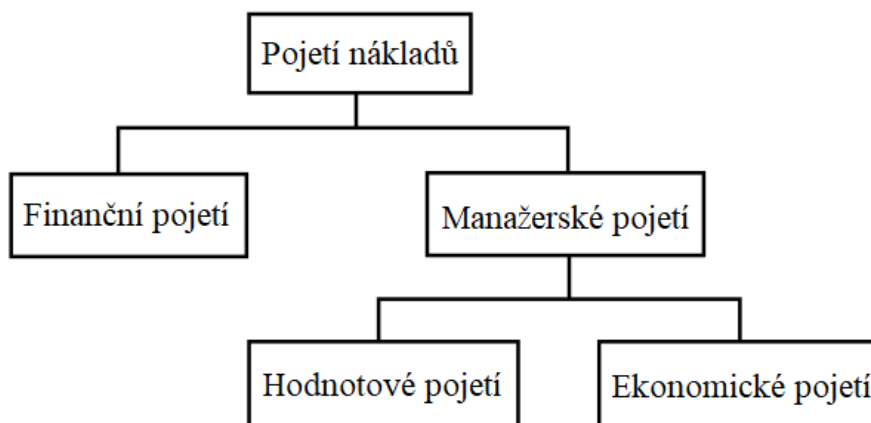 Pojetí nákladů
Finanční pojetí
Manažerské pojetí
Hodnotové pojetí
Ekonomické pojetí